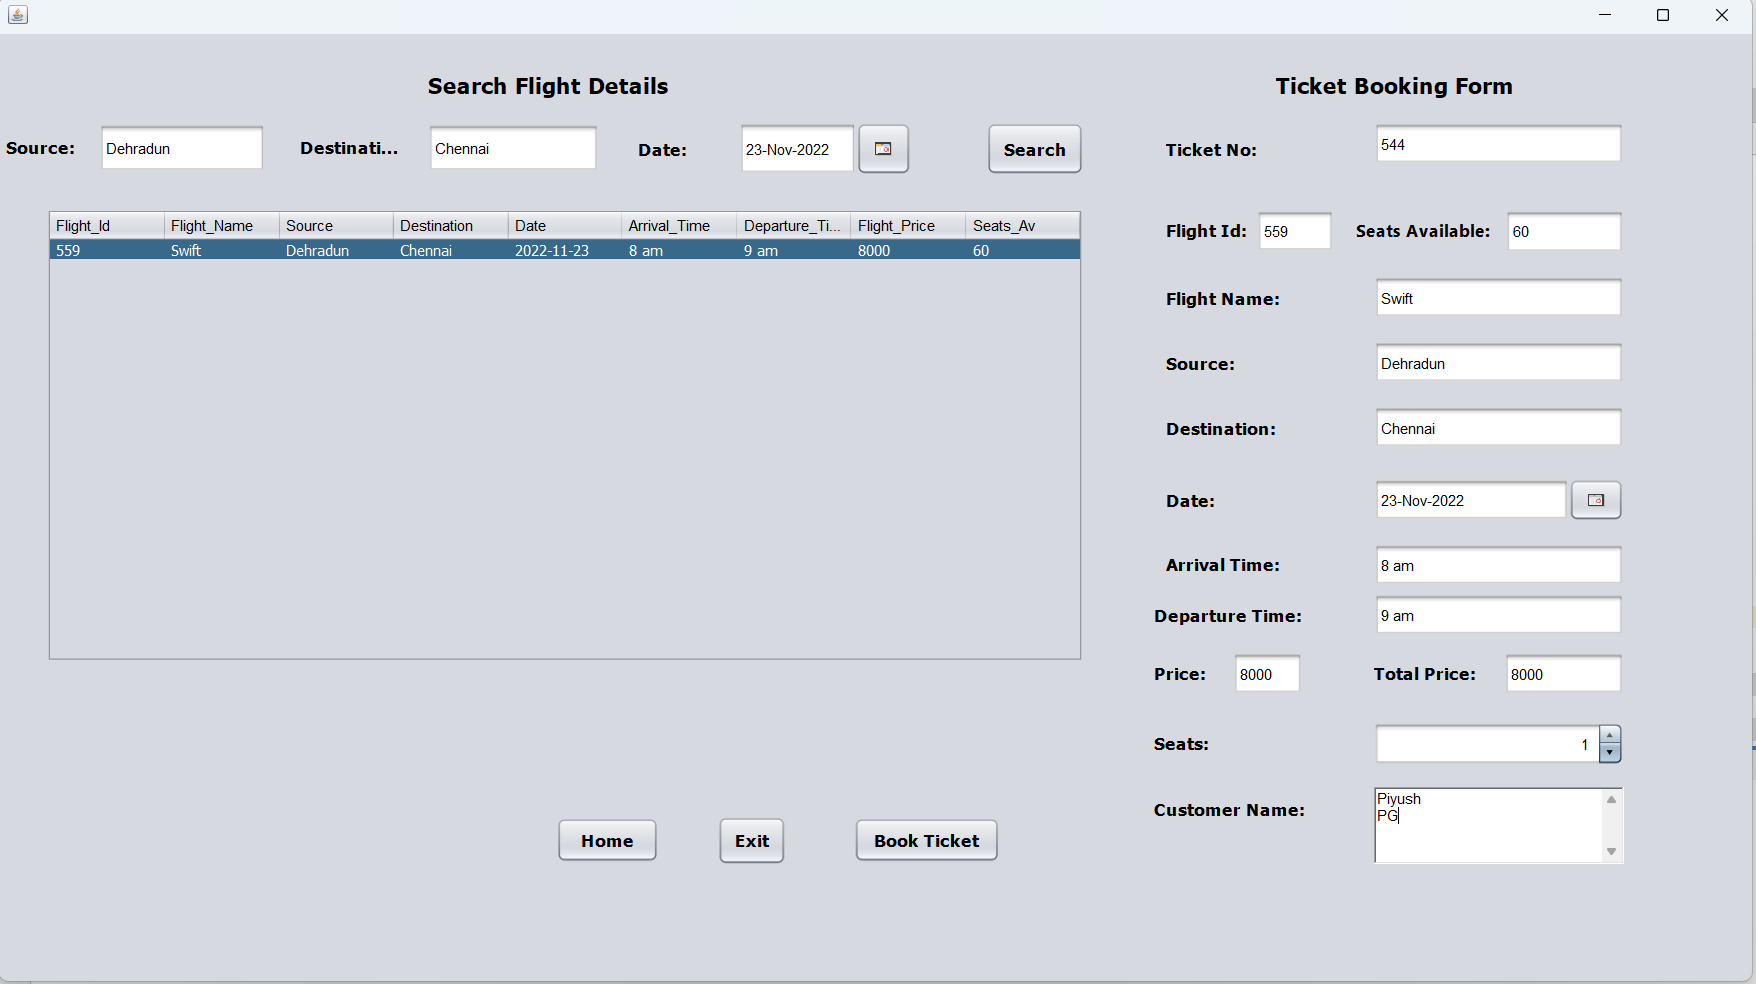 Search Flight Details
Source: Dehradun Destinati... Chennai Date: 23-Nov-2022 Search
Flight_Id Flight_Name Source Destination Date Arrival_Time Departure_Ti... Flight_Price Seats_Av
559 Swift Dehradun Chennai 2022-11-23 8 am 9 am 8000 60
Home Exit Book Ticket
Ticket Booking Form
Ticket No: 544
Flight Id: 559 Seats Available: 60
Flight Name: Swift
Source: Dehradun
Destination: Chennai
Date: 23-Nov-2022
Arrival Time: 8 am
Departure Time: 9 am
Price: 8000 Total Price: 8000
Seats: 1
Customer Name: Piyush
PG